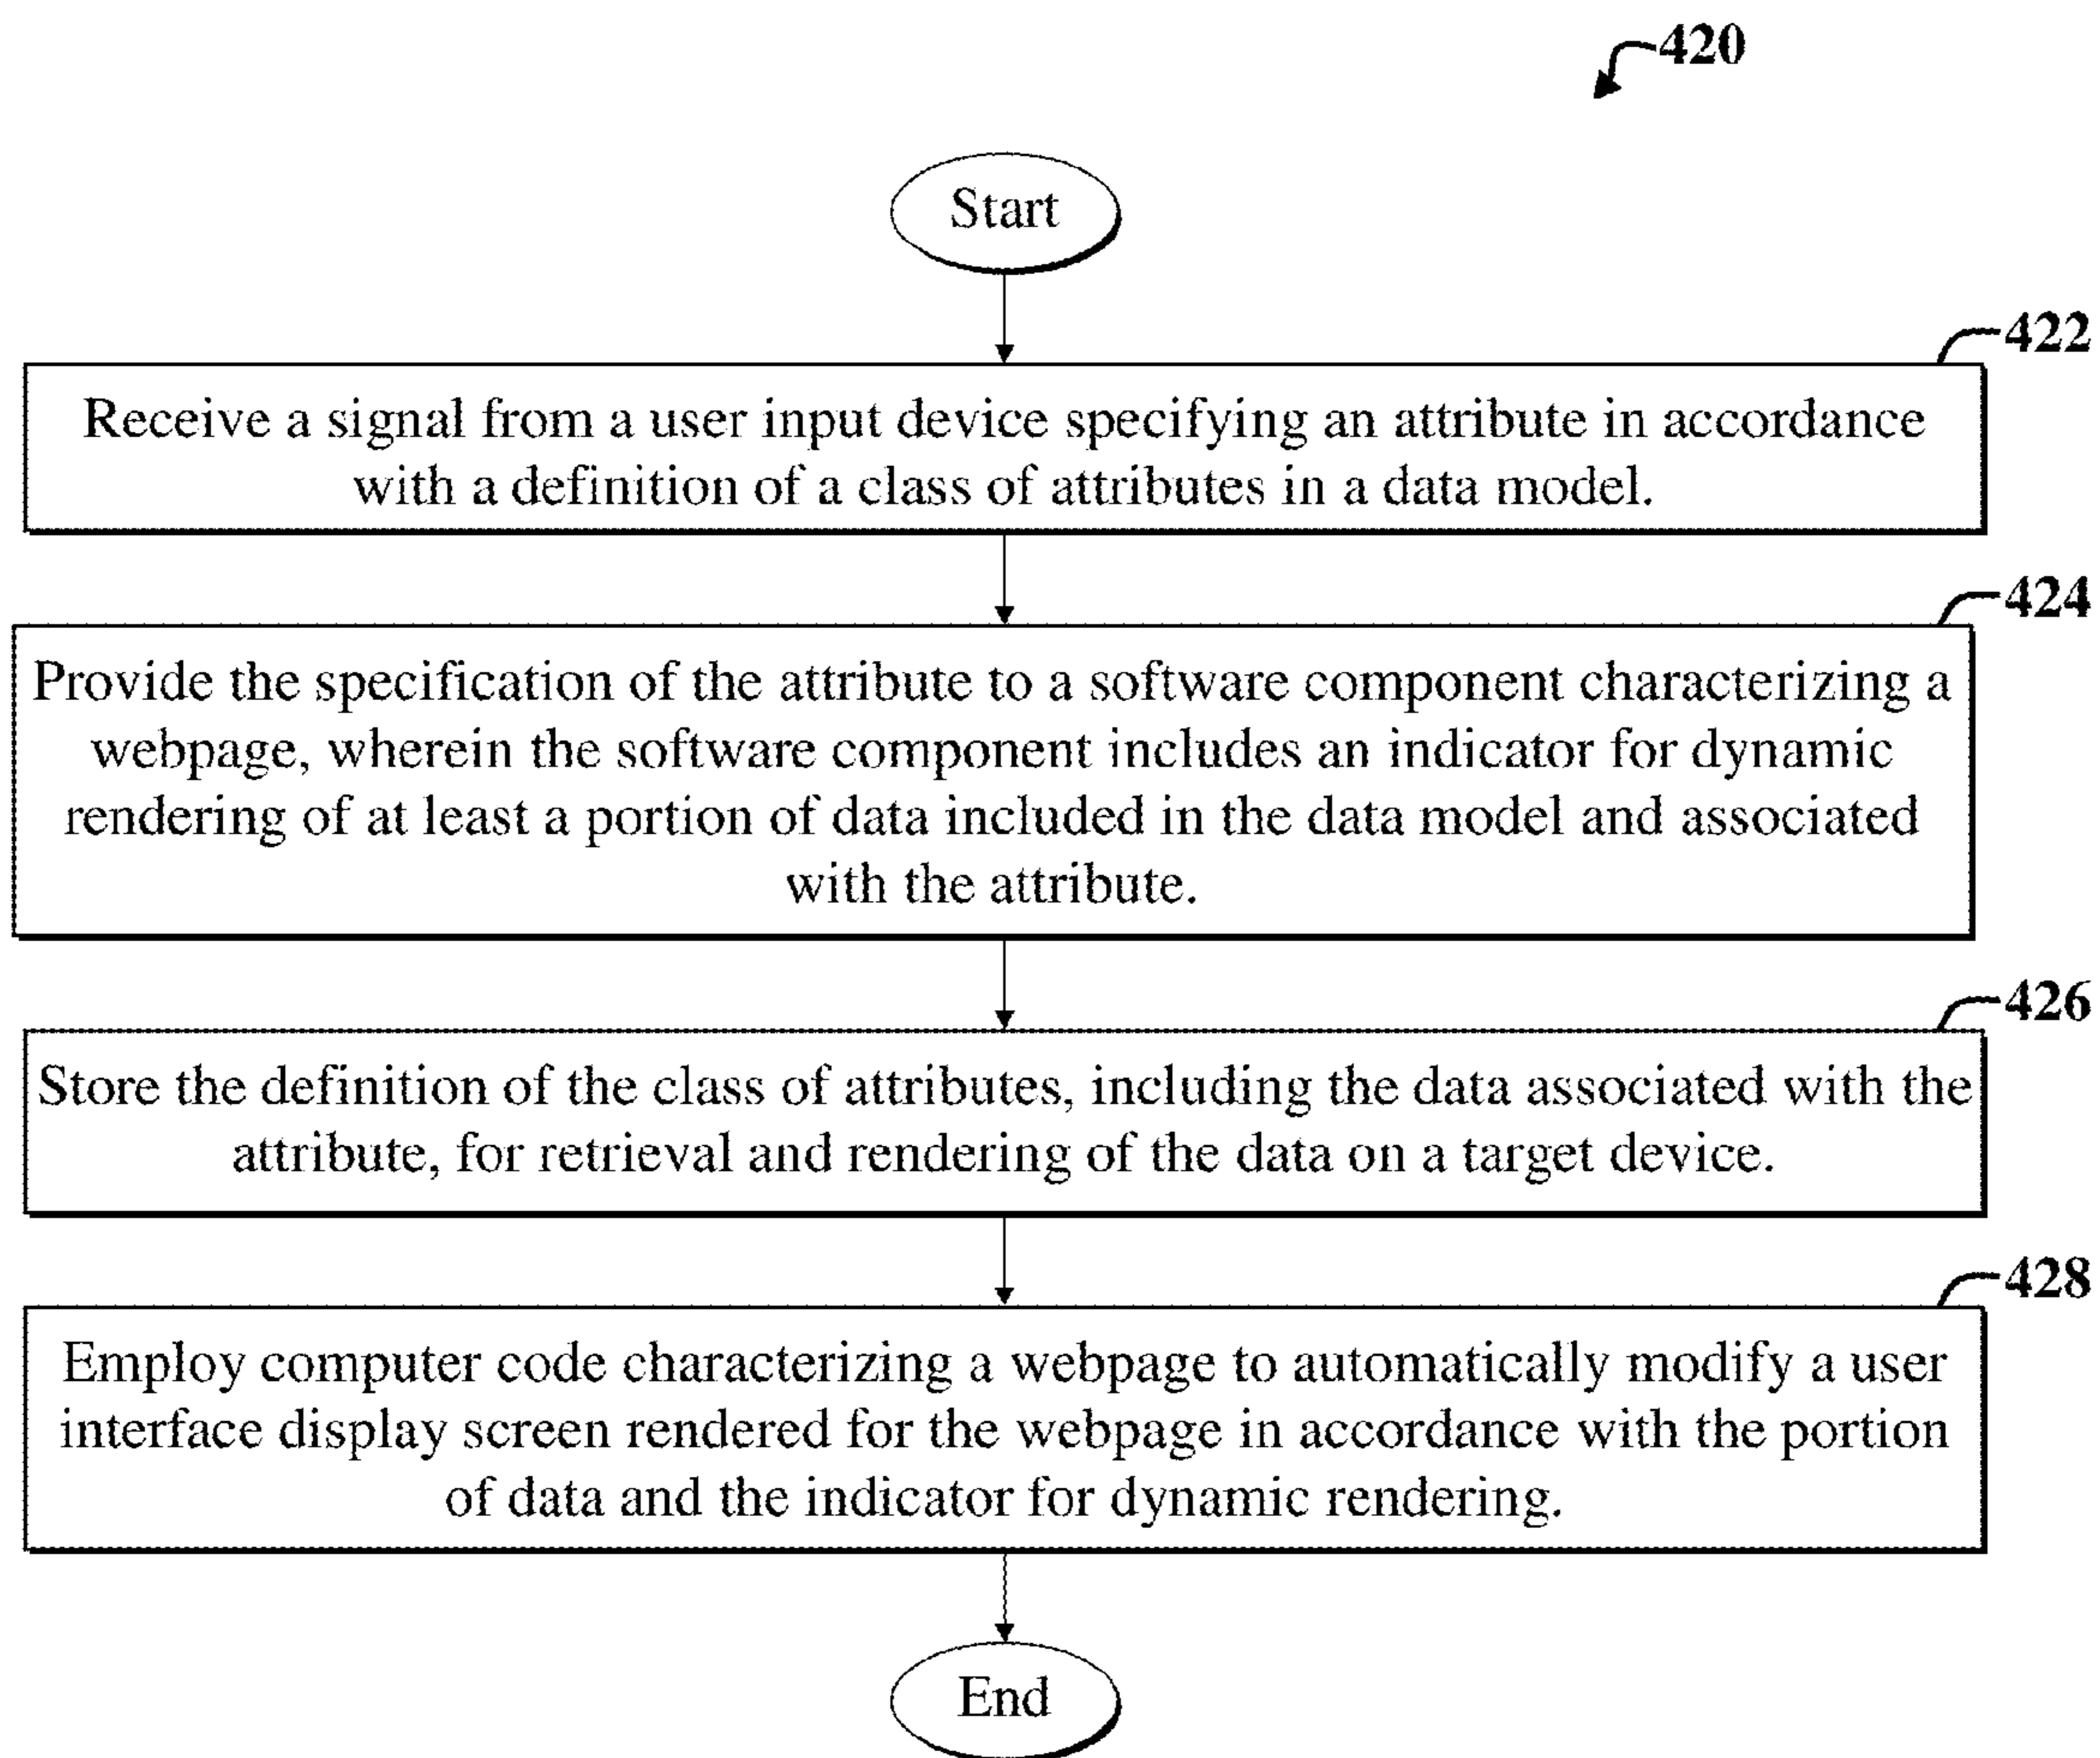 420
Start
422
Receive a signal from a user input device specifying an attribute in accordance
with a definition of a class of attributes in a data model.
424
Provide the specification of the attribute to a software component characterizing a
webpage, wherein the software component includes an indicator for dynamic
rendering of at least a portion of data included in the data model and associated
with the attribute.
426
Store the definition of the class of attributes, including the data associated with the
attribute, for retrieval and rendering of the data on a target device.
428
Employ computer code characterizing a webpage to automatically modify a user
interface display screen rendered for the webpage in accordance with the portion
of data and the indicator for dynamic rendering.
End